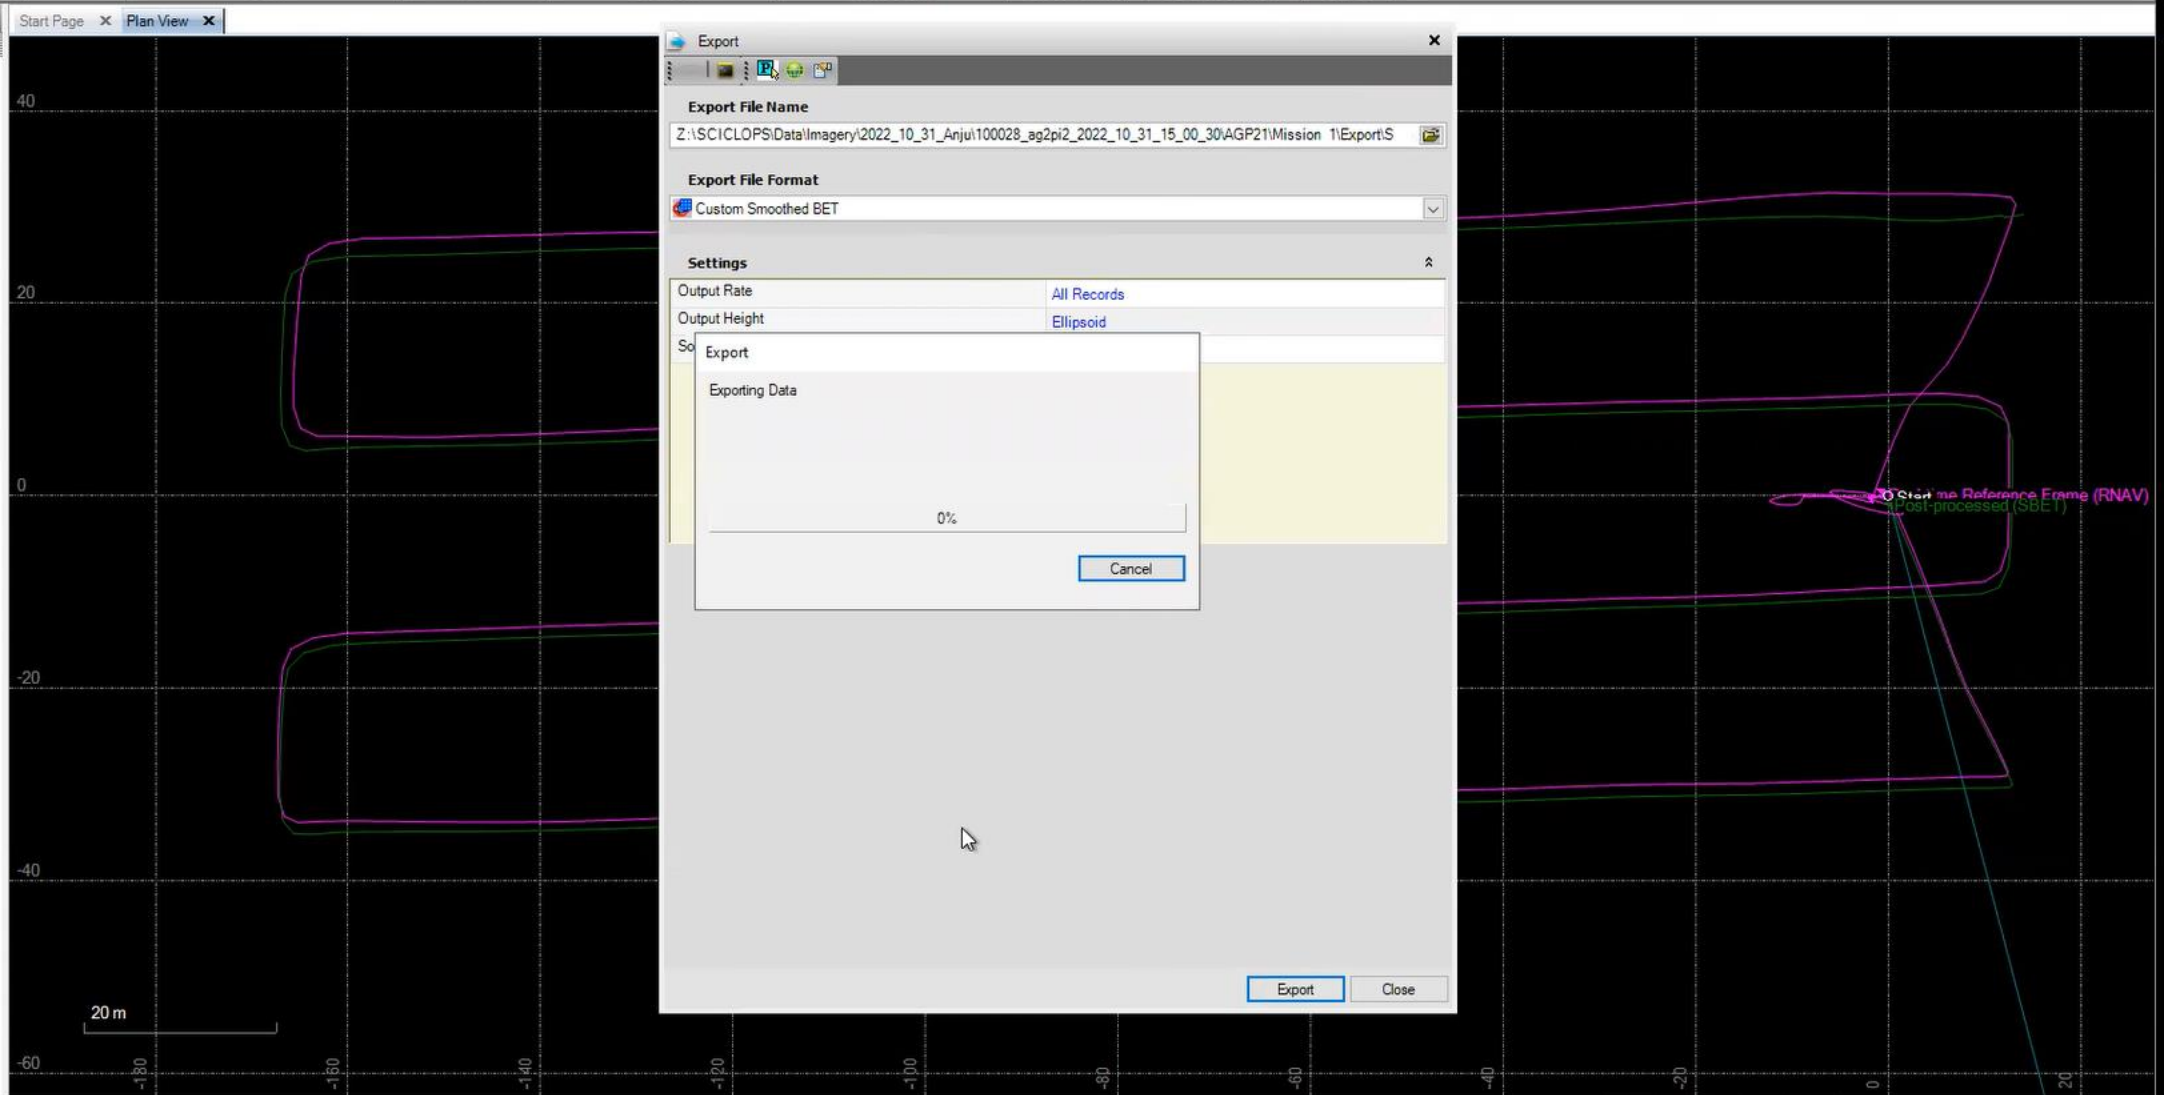 Start Page
Plan View
Export
Export File Name
Z:\SCICLOPS\Data\Imagery\2022_10_31_Anju\100028_ag2pi2_2022_10_31_15_00_30\AGP21\Mission 1\Export\S
Export File Format
Custom Smoothed BET
Settings
Output Rate All Records
Output Height Ellipsoid
So
Export
Exporting Data
0%
Cancel
Export Close
40
20
0
-20
-40
-60
Start me Reference Frame (RNAV)
Post-processed (SBET)
20 m
-180 -160 -140 -120 -100 -80 -60 -40 -20 0 20